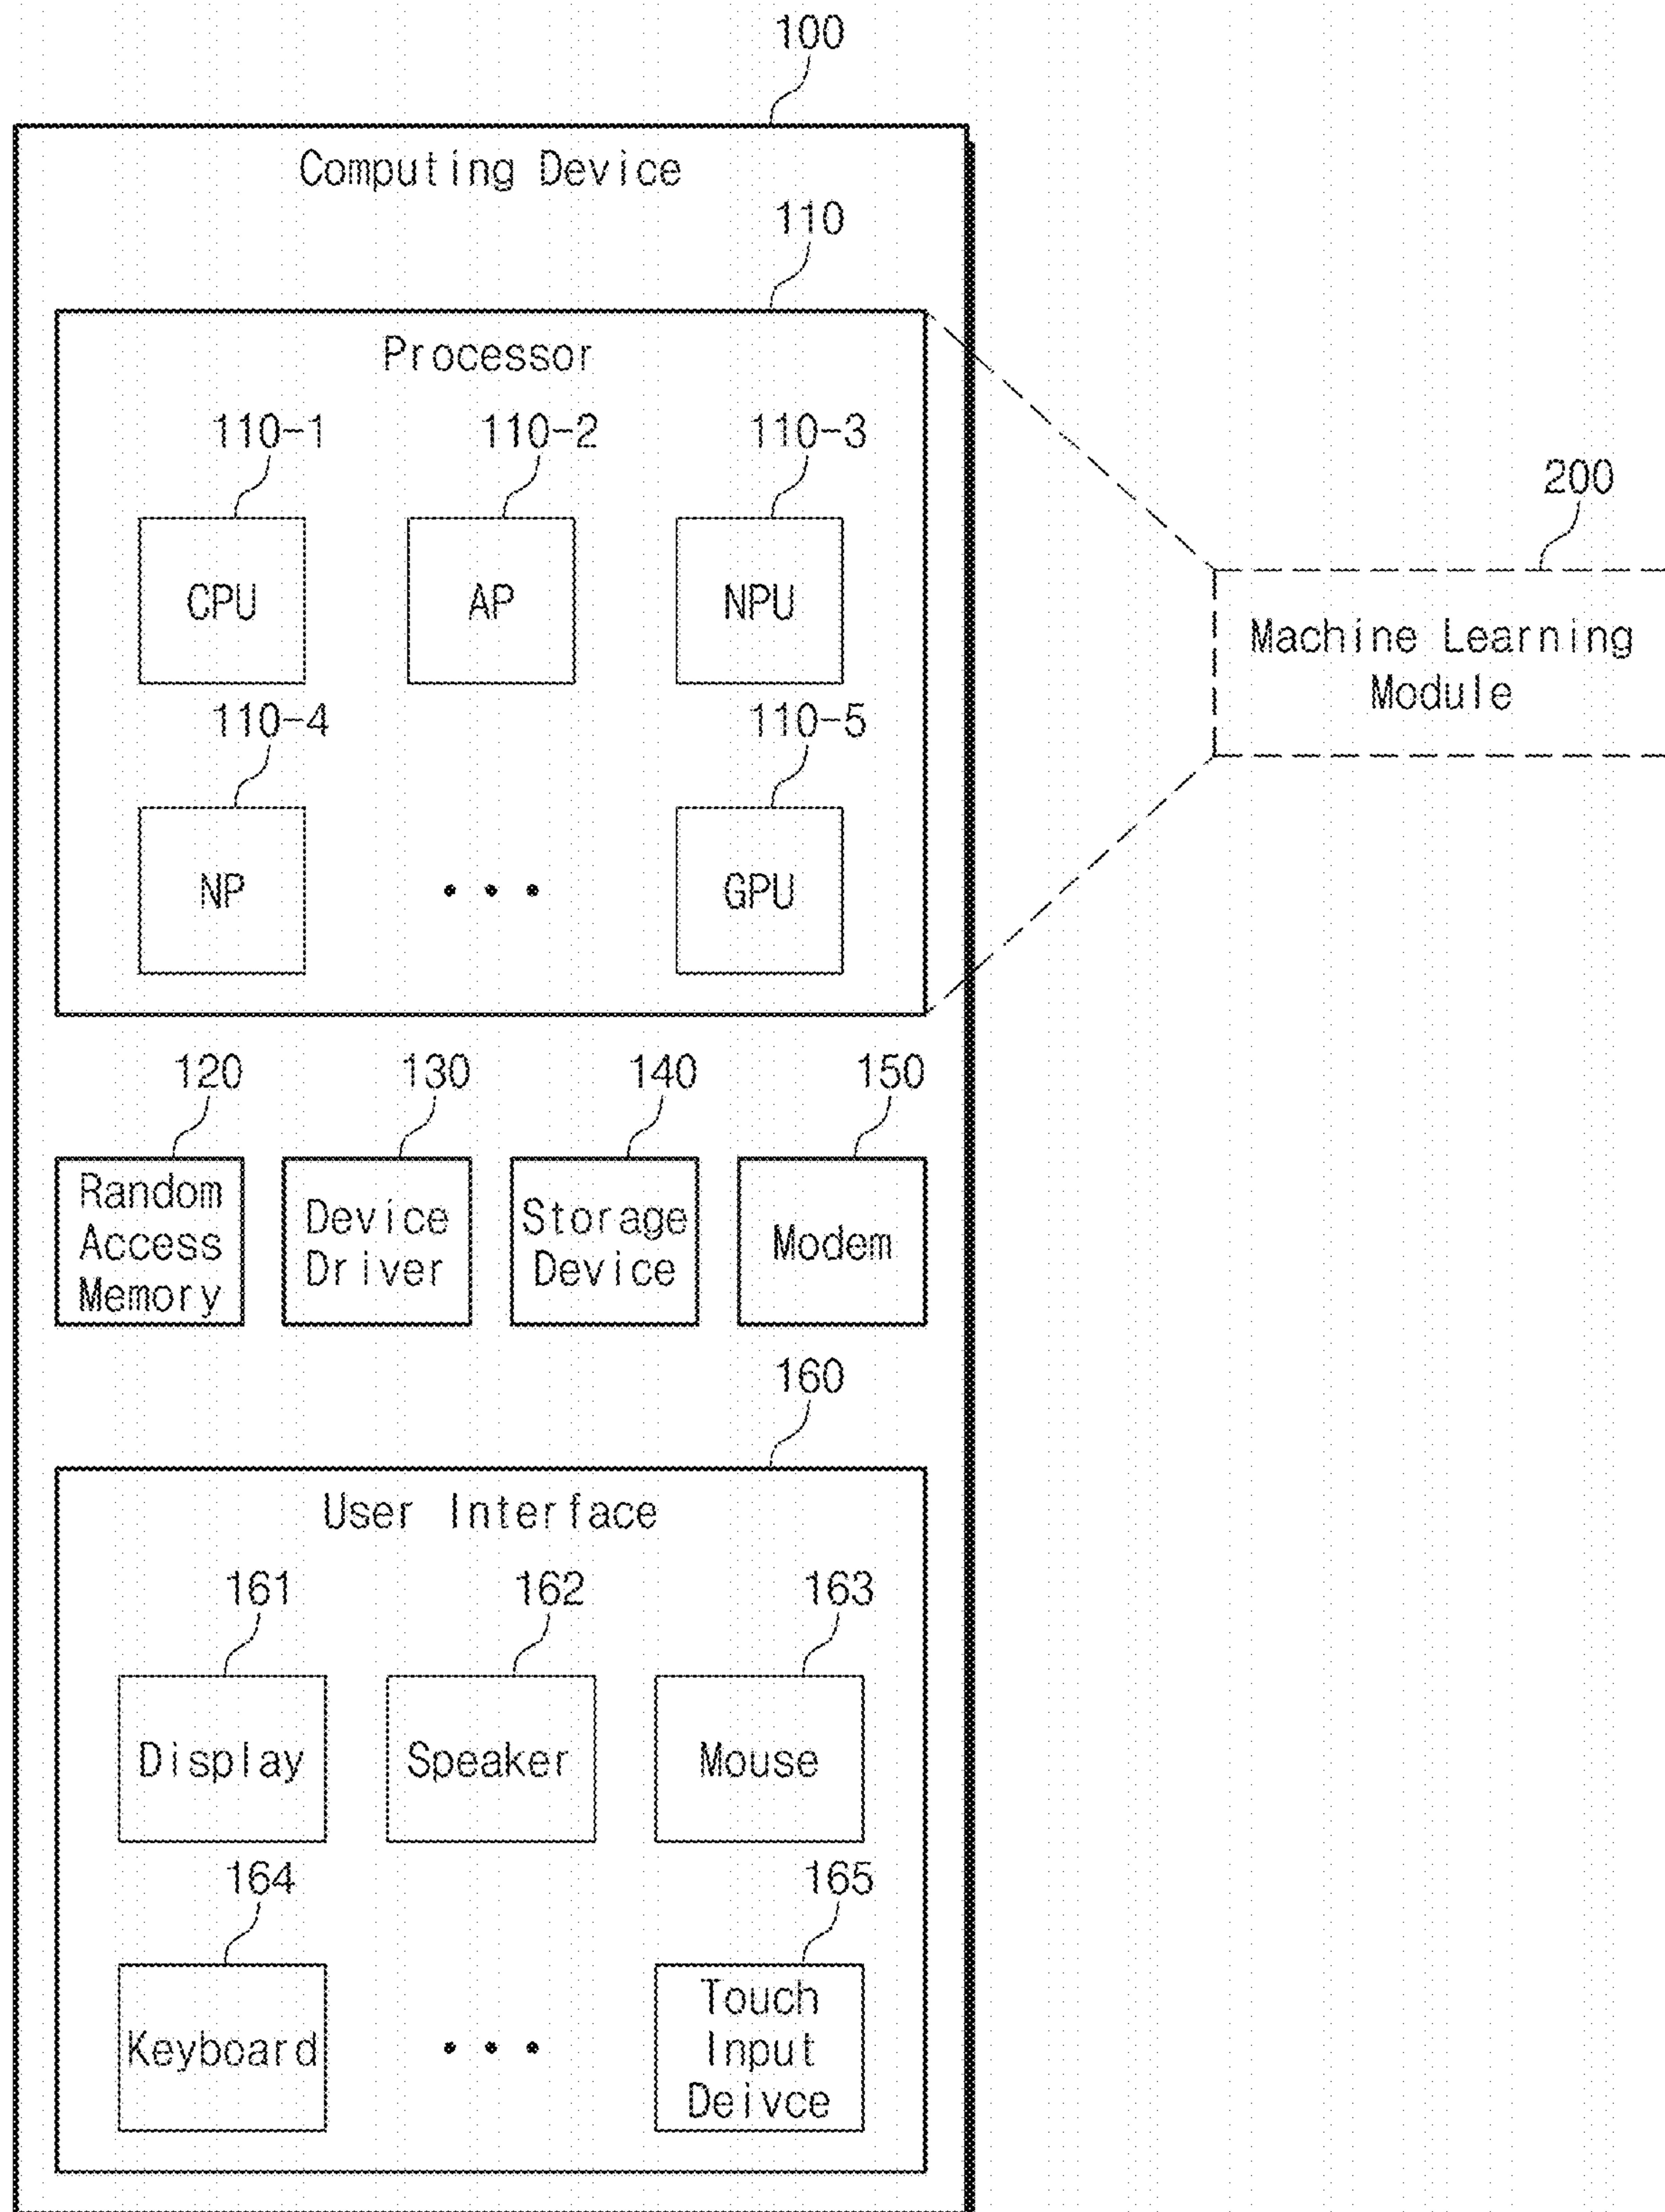 100
Computing Device
110
Processor
110-1 110-2 110-3
CPU AP NPU
110-4 110-5
NP • • • GPU
200
Machine Learning
Module
120 130 140 150
Random
Access
Memory
Device
Driver
Storage
Device
Modem
160
User Interface
161 162 163
Display Speaker Mouse
164 165
Keyboard • • •
Touch
Input
Deivce